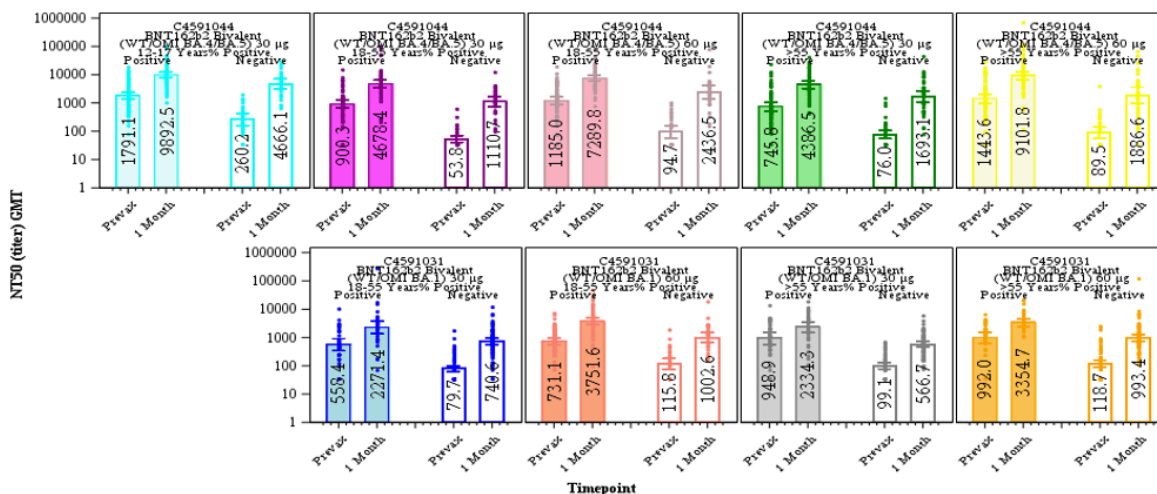 C4591044
BNT162b2 Bivalent
(WT/OMI BA.4/BA.5) 30 µg
12-17 Years% Positive
Positive Negative
C4591044
BNT162b2 Bivalent
(WT/OMI BA.4/BA.5) 30 µg
18-55 Years% Positive
Positive Negative
C4591044
BNT162b2 Bivalent
(WT/OMI BA.4/BA.5) 60 µg
18-55 Years% Positive
Positive Negative
C4591044
BNT162b2 Bivalent
(WT/OMI BA.4/BA.5) 30 µg
>55 Years% Positive
Positive Negative
C4591044
BNT162b2 Bivalent
(WT/OMI BA.4/BA.5) 60 µg
>55 Years% Positive
Positive Negative
1000000
100000
10000
1000
100
10
1
1791.1 9892.5 260.2 4666.1
900.3 4678.4 53.8 1110.7
1185.0 7289.8 94.7 2436.5
745.8 4386.5 76.0 1693.1
1443.6 9101.8 89.5 1886.6
Prevax 1 Month Prevax 1 Month
Prevax 1 Month Prevax 1 Month
Prevax 1 Month Prevax 1 Month
Prevax 1 Month Prevax 1 Month
Prevax 1 Month Prevax 1 Month
NT50 (titer) GMT
C4591031
BNT162b2 Bivalent
(WT/OMI BA.1) 30 µg
18-55 Years% Positive
Positive Negative
C4591031
BNT162b2 Bivalent
(WT/OMI BA.1) 60 µg
18-55 Years% Positive
Positive Negative
C4591031
BNT162b2 Bivalent
(WT/OMI BA.1) 30 µg
>55 Years% Positive
Positive Negative
C4591031
BNT162b2 Bivalent
(WT/OMI BA.1) 60 µg
>55 Years% Positive
Positive Negative
1000000
100000
10000
1000
100
10
1
558.4 2271.4 79.7 740.6
731.1 3751.6 115.8 1002.6
948.9 2334.3 99.1 566.7
992.0 3354.7 118.7 993.4
Prevax 1 Month Prevax 1 Month
Prevax 1 Month Prevax 1 Month
Prevax 1 Month Prevax 1 Month
Prevax 1 Month Prevax 1 Month
Timepoint